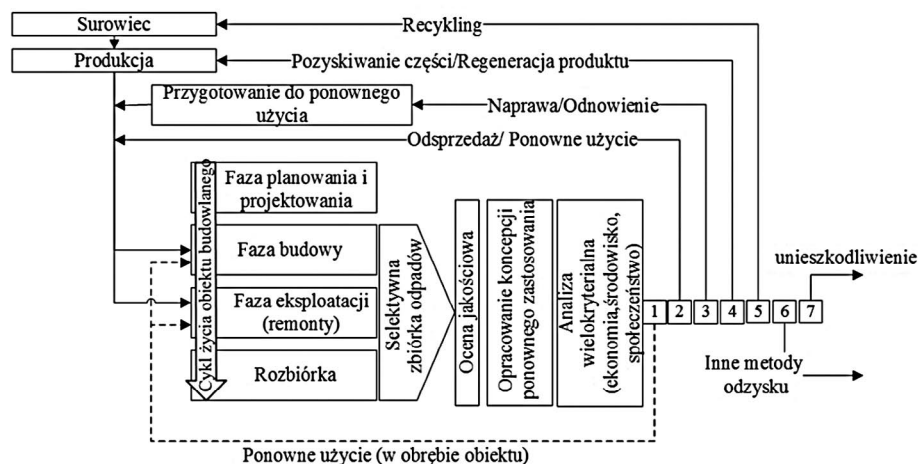 Surowiec
Recykling
Produkcja
Pozyskiwanie części/Regeneracja produktu
Przygotowanie do ponownego
użycia
Naprawa/Odnowienie
Odsprzedaż/ Ponowne użycie
Cykl życia obiektu budowlanego
Faza planowania i
projektowania
Faza budowy
Faza eksploatacji
(remonty)
Rozbiórka
Selektywna
zbiórka odpadów
Ocena jakościowa
Opracowanie koncepcji
ponownego zastosowania
Analiza
wielokryterialna
(ekonomia,środowisko,
społeczeństwo)
1 2 3 4 5 6 7
unieszkodliwienie
Inne metody
odzysku
Ponowne użycie (w obrębie obiektu)